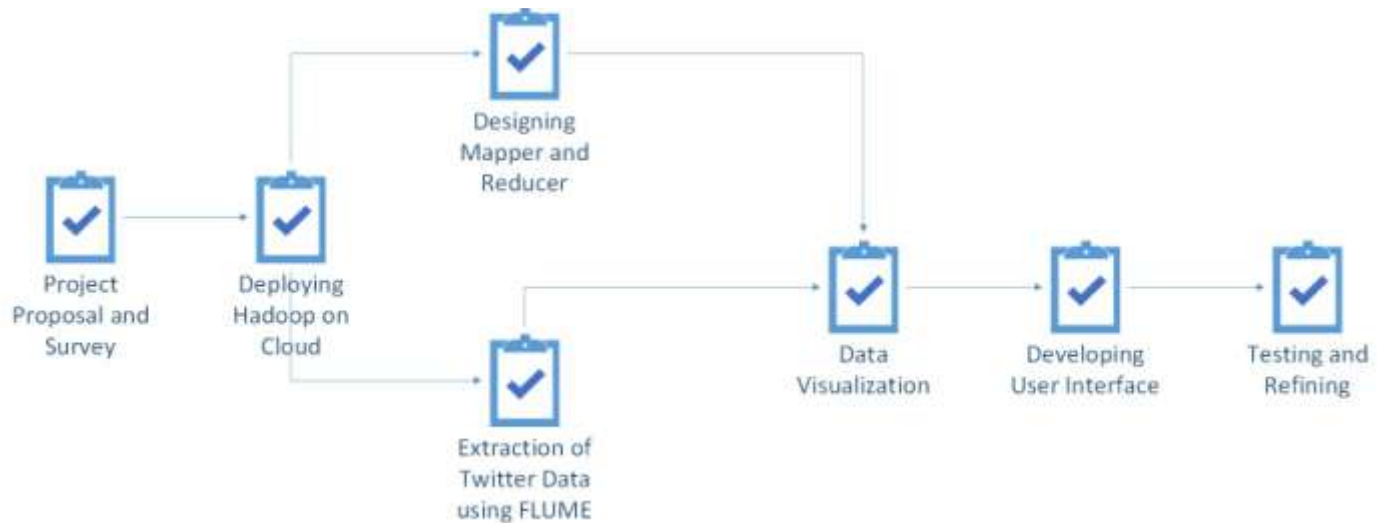 Designing
Mapper and
Reducer
Project
Proposal and
Survey
Deploying
Hadoop on
Cloud
Extraction of
Twitter Data
using FLUME
Data
Visualization
Developing
User Interface
Testing and
Refining